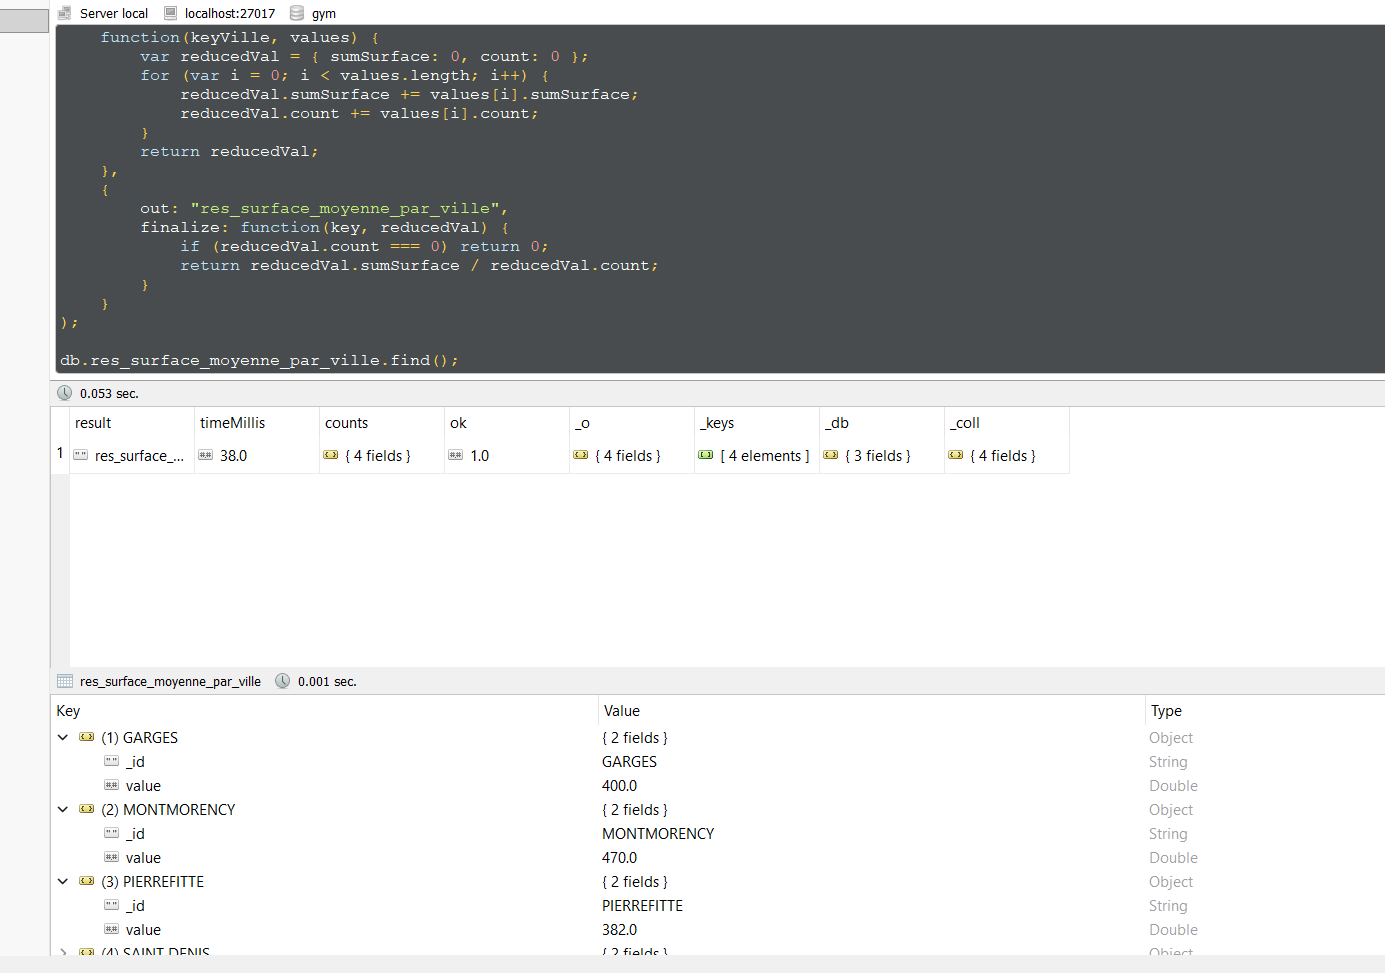 Server local localhost:27017 gym
function(keyVille, values) {
var reducedVal = { sumSurface: 0, count: 0 };
for (var i = 0; i < values.length; i++) {
reducedVal.sumSurface += values[i].sumSurface;
reducedVal.count += values[i].count;
}
return reducedVal;
},
{
out: "res_surface_moyenne_par_ville",
finalize: function(key, reducedVal) {
if (reducedVal.count === 0) return 0;
return reducedVal.sumSurface / reducedVal.count;
}
}
);
db.res_surface_moyenne_par_ville.find();
0.053 sec.
result timeMillis counts ok _o _keys _db _coll
1 res_surface_... 38.0 { 4 fields } 1.0 { 4 fields } [ 4 elements ] { 3 fields } { 4 fields }
res_surface_moyenne_par_ville 0.001 sec.
Key Value Type
(1) GARGES { 2 fields } Object
_id GARGES String
value 400.0 Double
(2) MONTMORENCY { 2 fields } Object
_id MONTMORENCY String
value 470.0 Double
(3) PIERREFITTE { 2 fields } Object
_id PIERREFITTE String
value 382.0 Double
(4) SAINT DENIS { 2 fields } Object